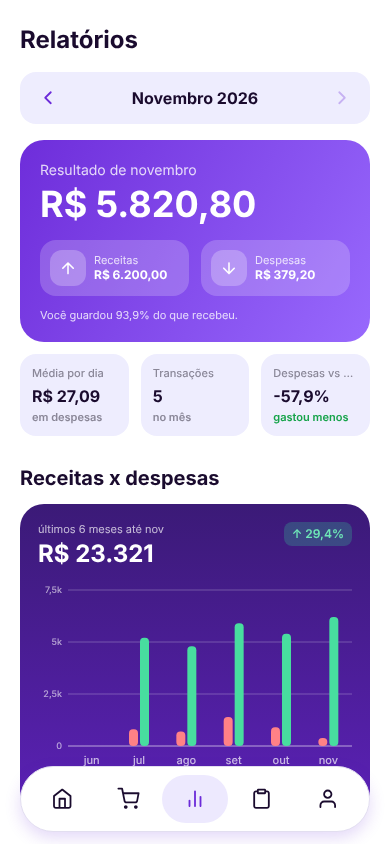 Relatórios
Novembro 2026
Resultado de novembro
R$ 5.820,80
Receitas
R$ 6.200,00
Despesas
R$ 379,20
Você guardou 93,9% do que recebeu.
Média por dia
R$ 27,09
em despesas
Transações
5
no mês
Despesas vs ...
-57,9%
gastou menos
Receitas x despesas
últimos 6 meses até nov
R$ 23.321
↑ 29,4%
7,5k
5k
2,5k
0
jun jul ago set out nov